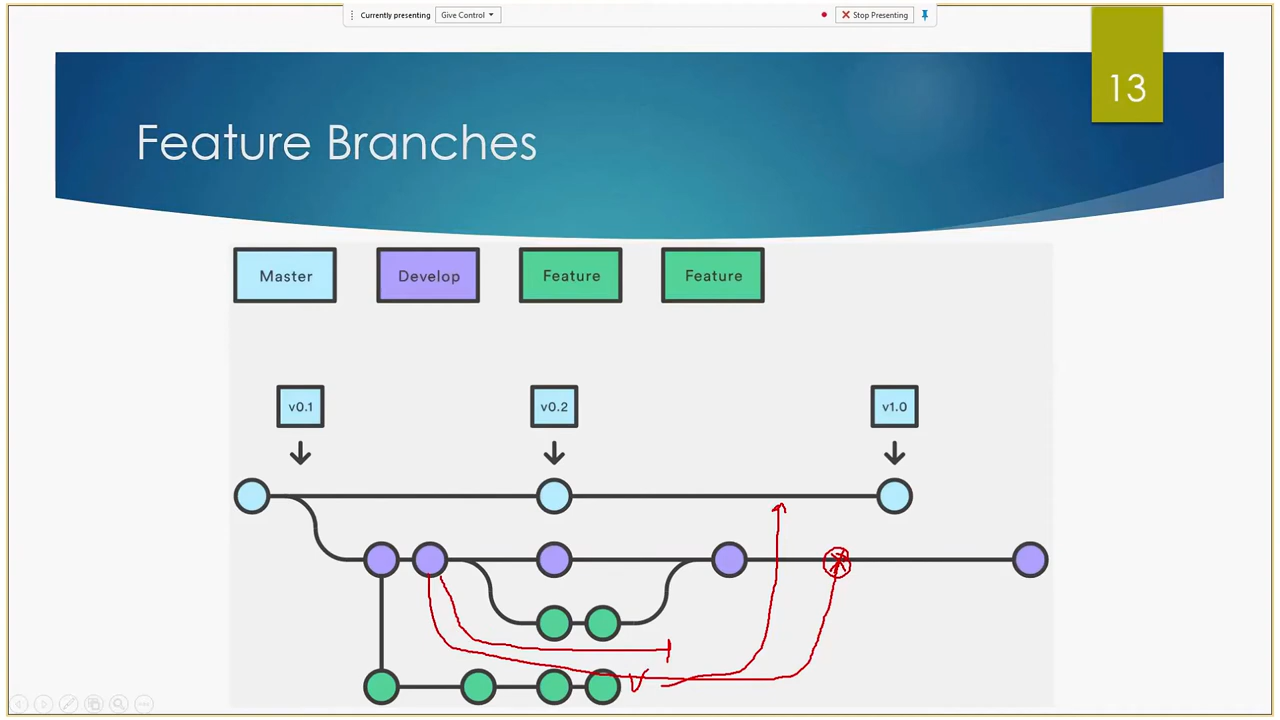 Currently presenting Give Control Stop Presenting
13
Feature Branches
Master Develop Feature Feature
v0.1 v0.2 v1.0